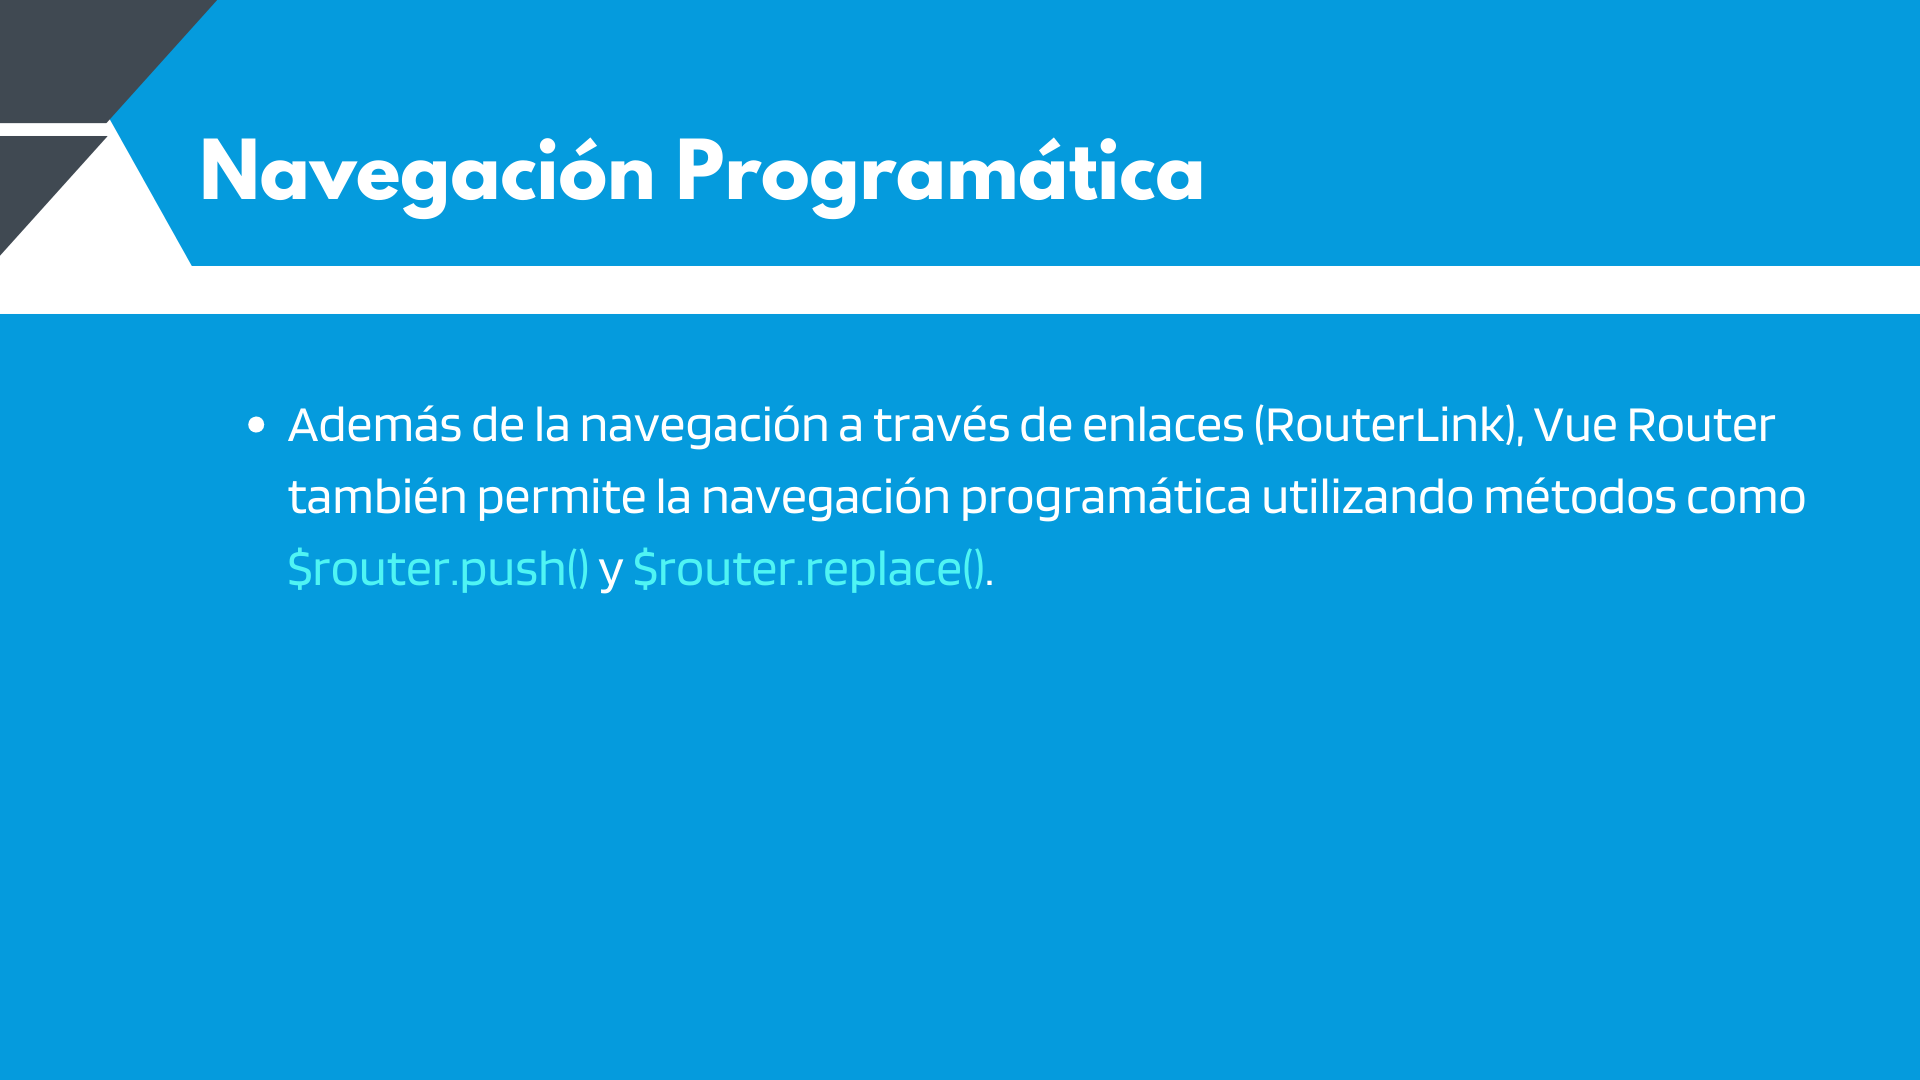 Navegación Programática
• Además de la navegación a través de enlaces (RouterLink), Vue Router
también permite la navegación programática utilizando métodos como
$router.push() y $router.replace().